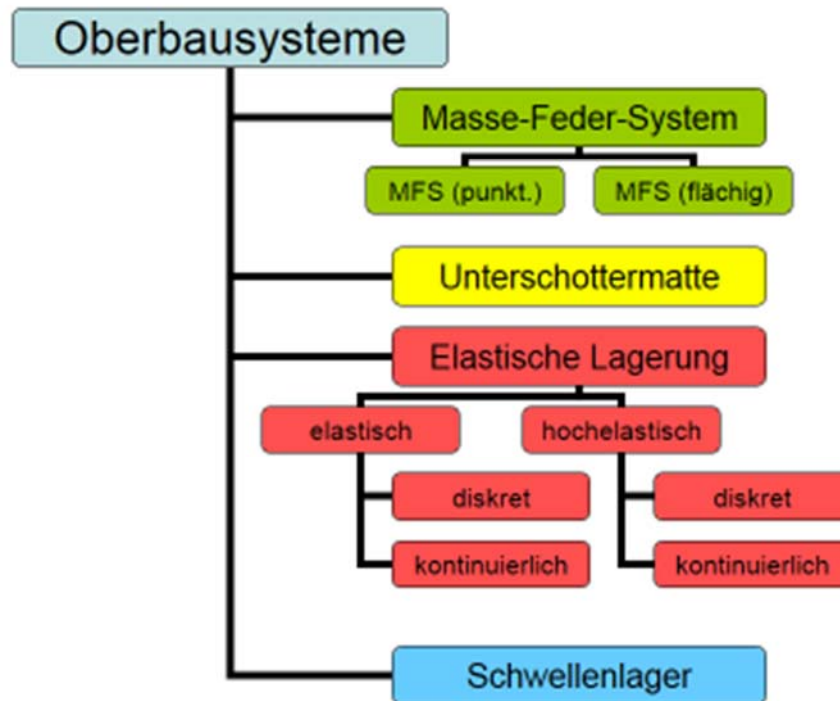 Oberbausysteme
Masse-Feder-System
MFS (punkt.)
MFS (flächig)
Unterschottermatte
Elastische Lagerung
elastisch
hochelastisch
diskret
diskret
kontinuierlich
kontinuierlich
Schwellenlager